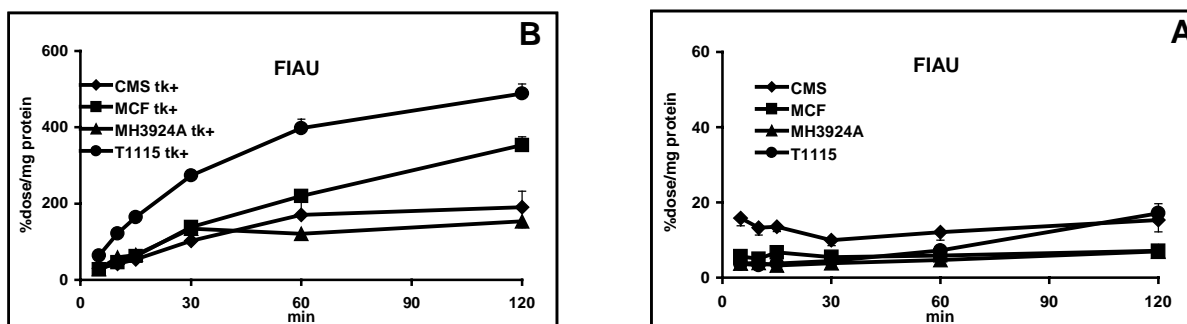 B
600
FIAU
CMS tk+
MCF tk+
400
MH3924A tk+
T1115 tk+
200
0
0 30 60 90 120
min
%dose/mg protein
A
60
FIAU
CMS
MCF
40
MH3924A
T1115
20
0
0 30 60 90 120
min
%dose/mg protein